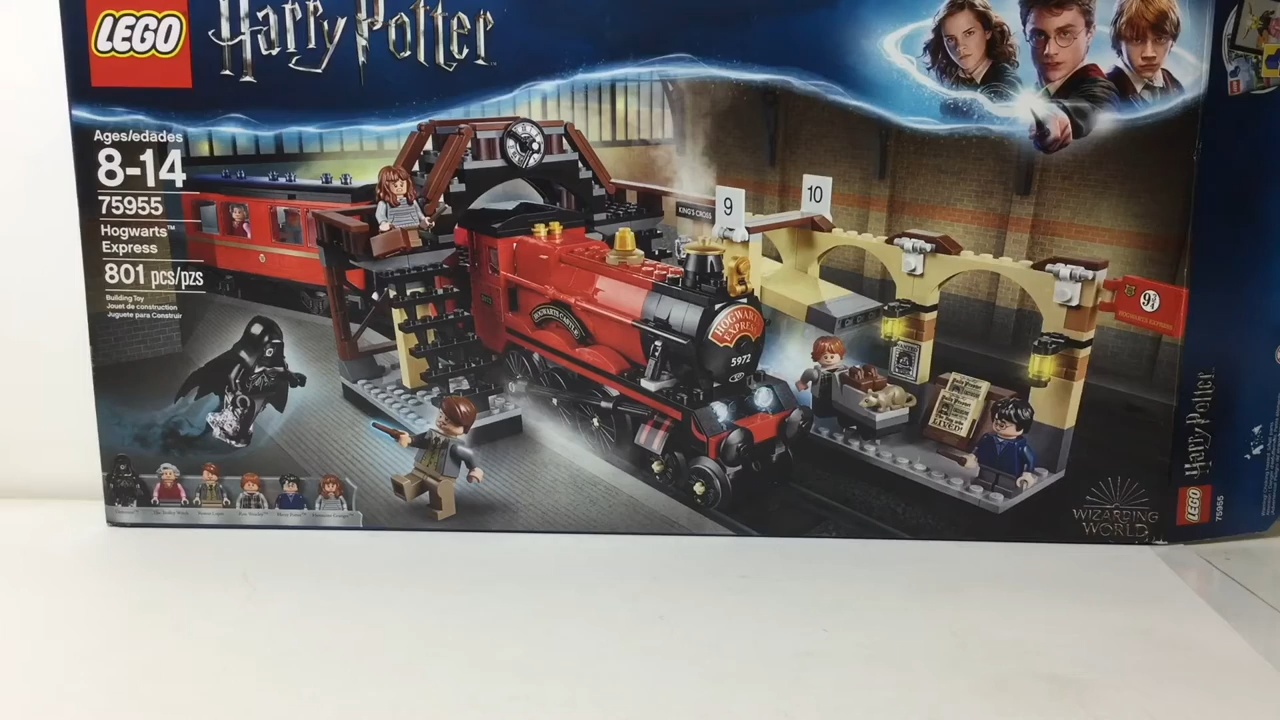 LEGO
Harry Potter
Ages/edades
8-14
75955
Hogwarts™
Express
801 pcs/pzs
Building Toy
Jouet de construction
Juguete para Construir
KING'S CROSS
9
10
9¾
HOGWARTS EXPRESS
HOGWARTS CASTLE
HOGWARTS
EXPRESS
5972
WANTED
LIVED!
WIZARDING
WORLD
Harry Potter
LEGO
75955